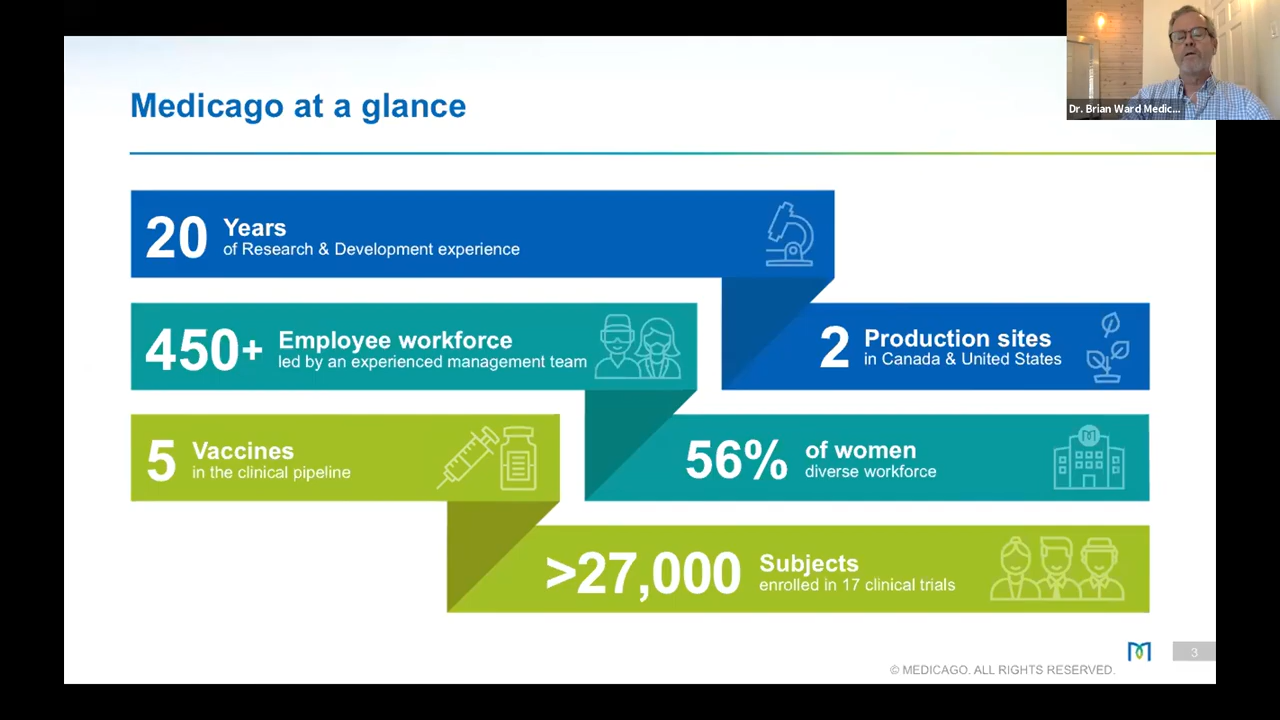 Dr. Brian Ward Medic...
Medicago at a glance
20 Years
of Research & Development experience
450+ Employee workforce
led by an experienced management team
2 Production sites
in Canada & United States
5 Vaccines
in the clinical pipeline
56% of women
diverse workforce
>27,000 Subjects
enrolled in 17 clinical trials
3
© MEDICAGO. ALL RIGHTS RESERVED.